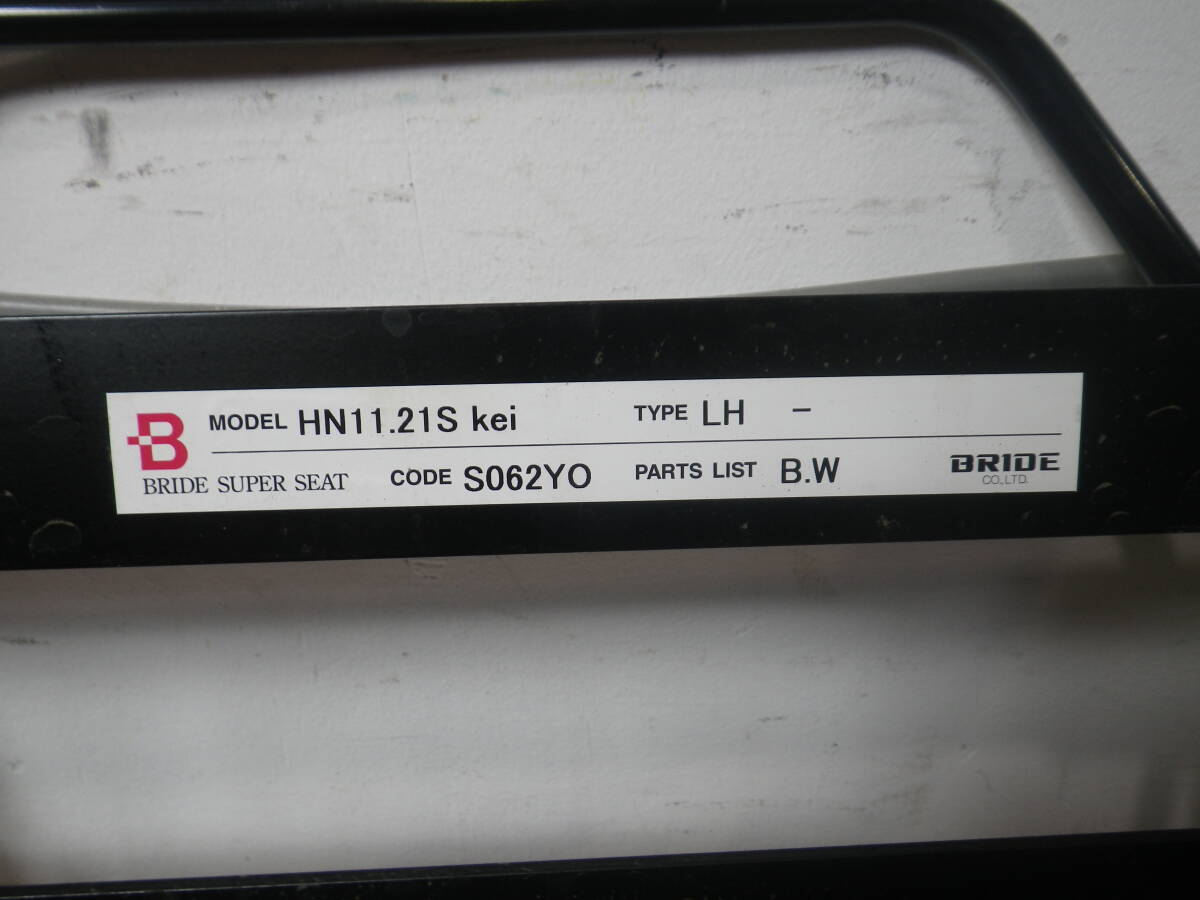 B MODEL HN11.21S kei TYPE LH -
BRIDE SUPER SEAT CODE S062YO PARTS LIST B.W BRIDE
CO.,LTD.